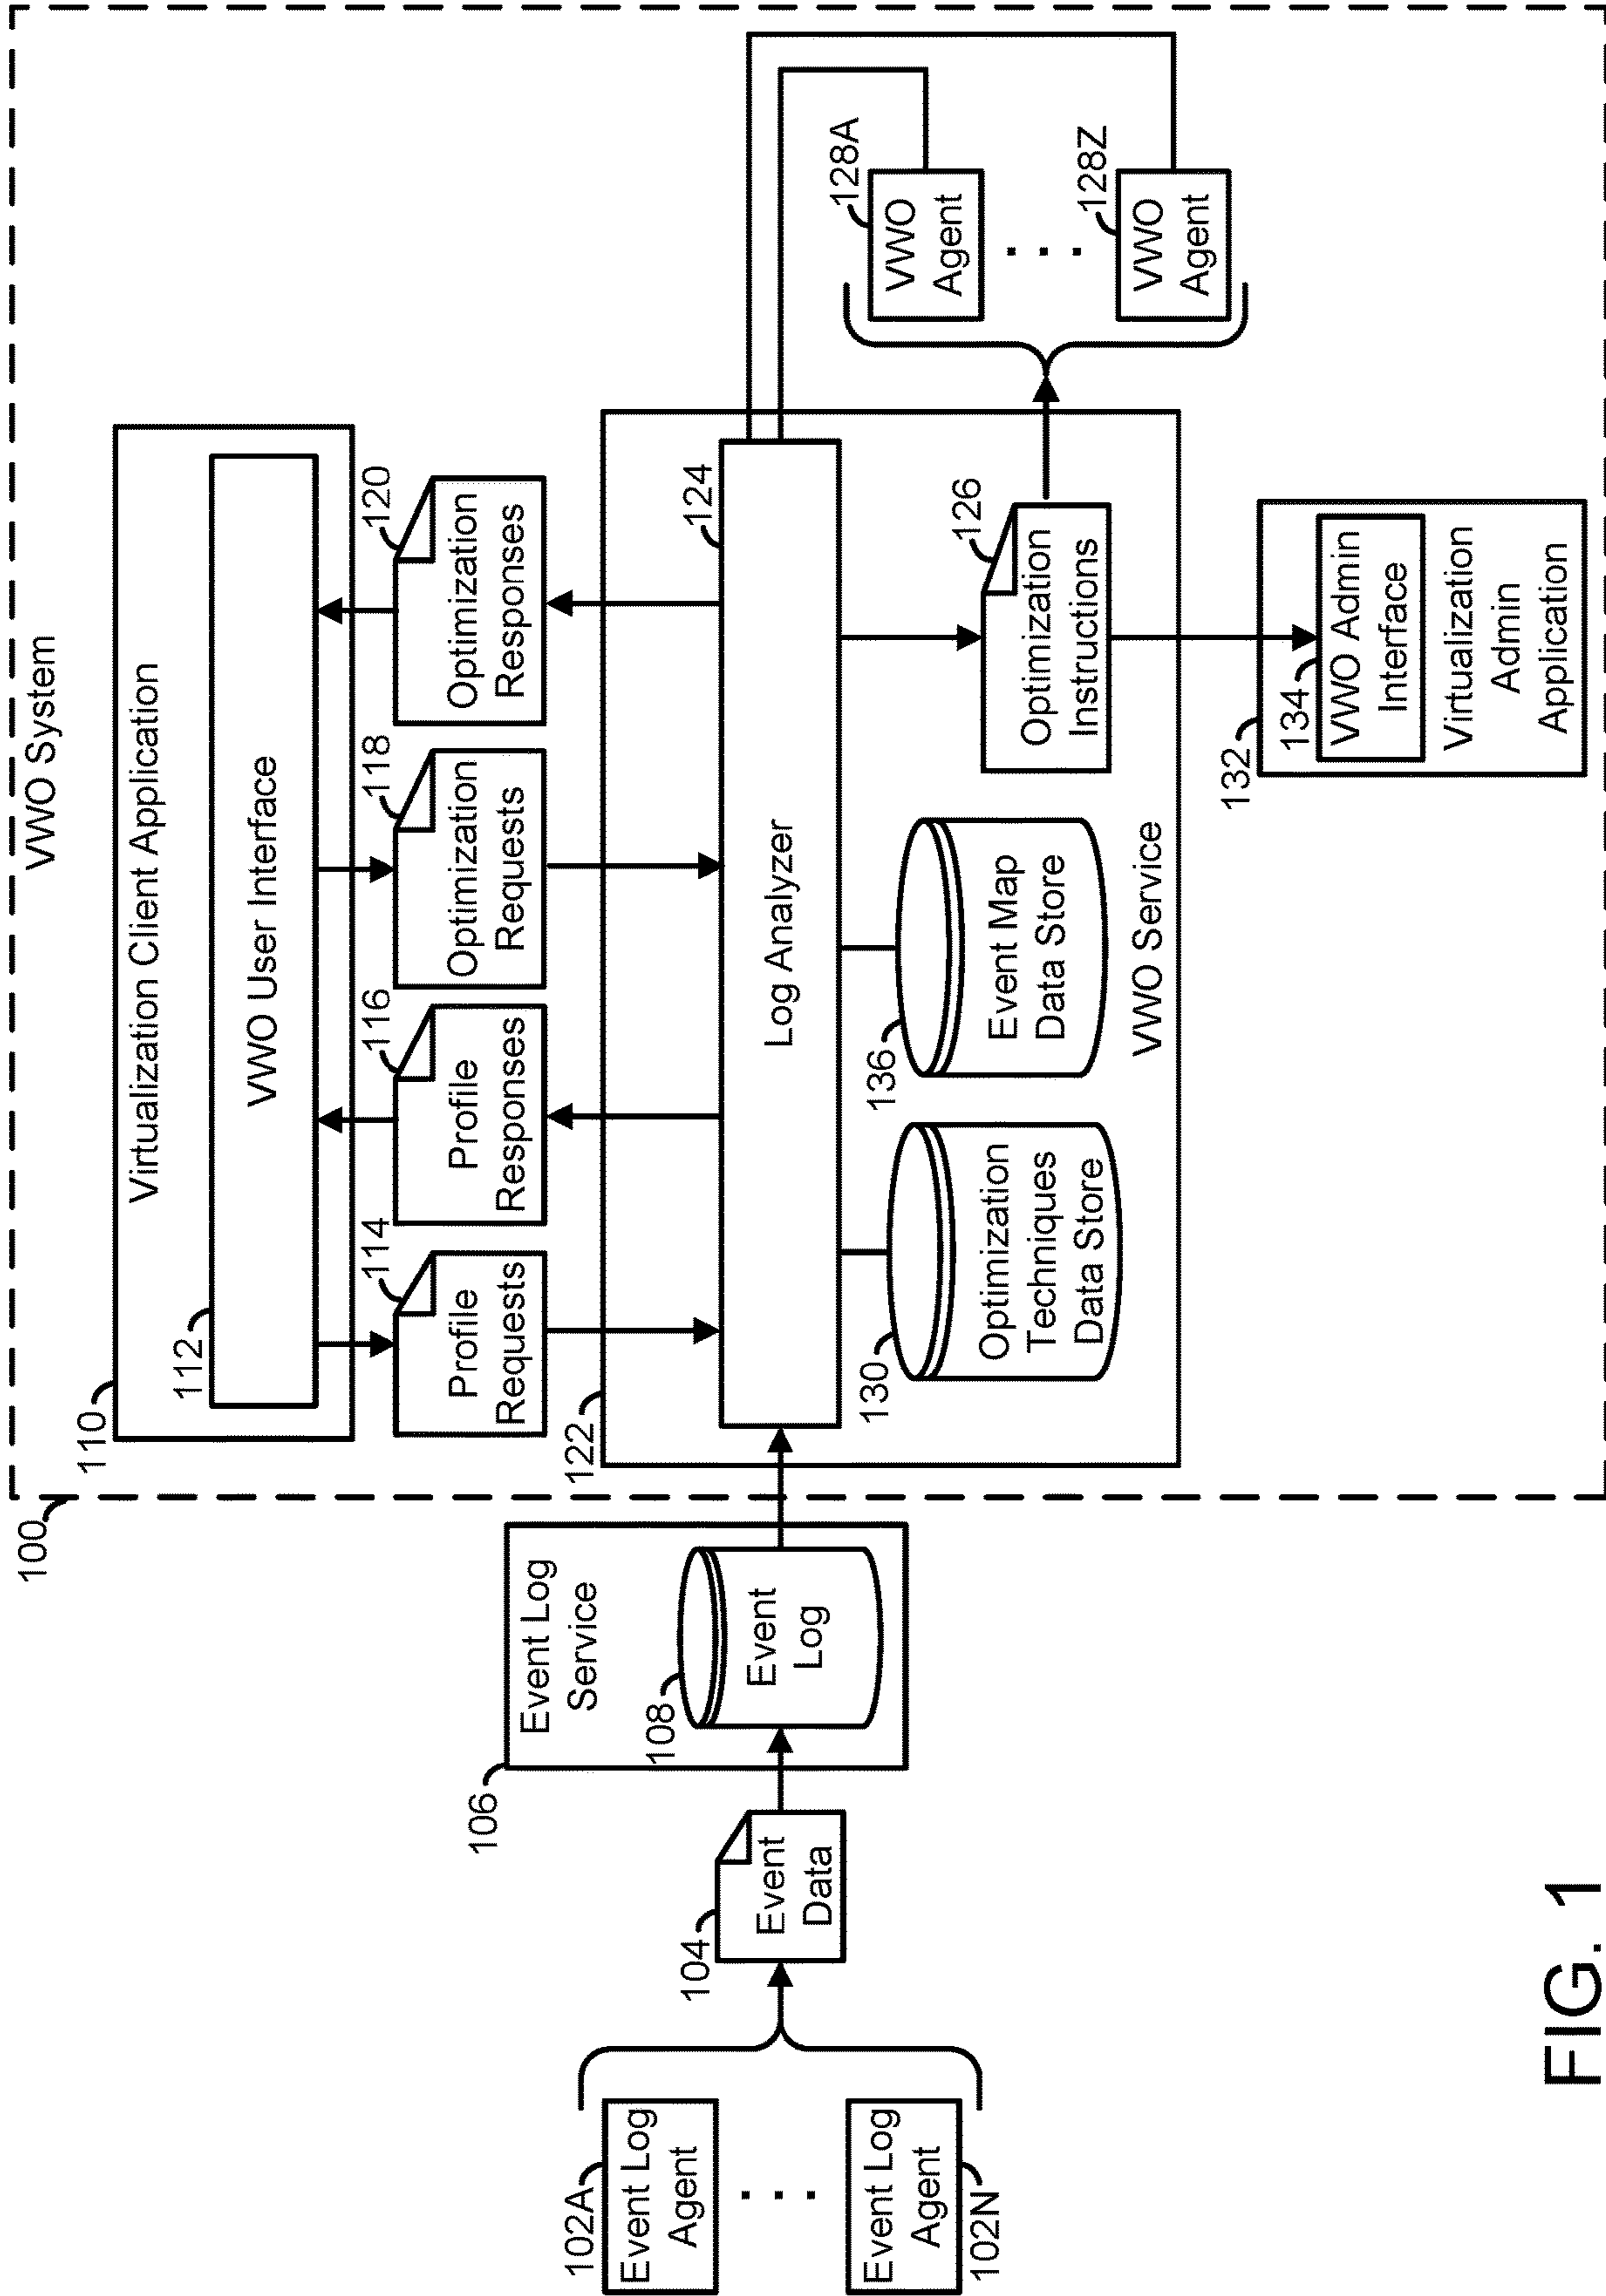 VWO System
100
110
Virtualization Client Application
112
VWO User Interface
114
Profile
Requests
116
Profile
Responses
118
Optimization
Requests
120
Optimization
Responses
102A
Event Log
Agent
. . .
Event Log
Agent
102N
104
Event
Data
106
Event Log
Service
108
Event
Log
122
124
Log Analyzer
130
Optimization
Techniques
Data Store
136
Event Map
Data Store
126
Optimization
Instructions
VWO Service
128A
VWO
Agent
. . .
128Z
VWO
Agent
132
134
VWO Admin
Interface
Virtualization
Admin
Application
FIG. 1